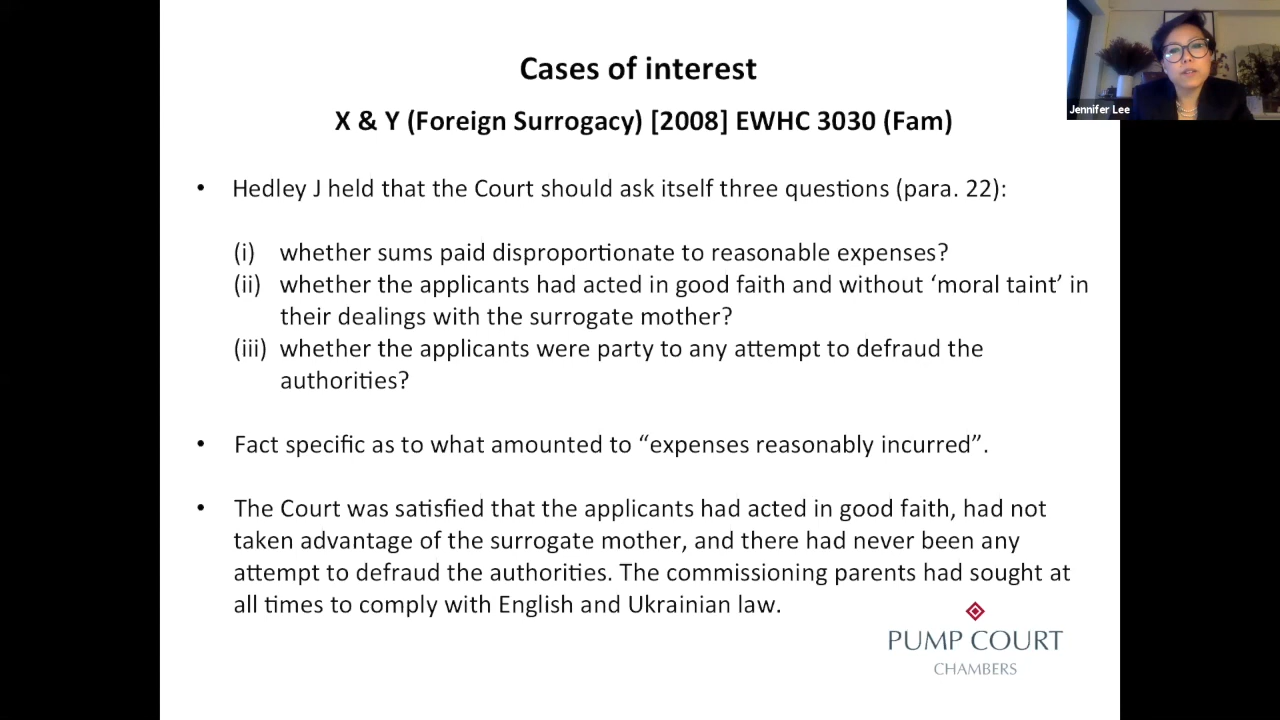 Cases of interest
X & Y (Foreign Surrogacy) [2008] EWHC 3030 (Fam)
Jennifer Lee
• Hedley J held that the Court should ask itself three questions (para. 22):
(i) whether sums paid disproportionate to reasonable expenses?
(ii) whether the applicants had acted in good faith and without ‘moral taint’ in
their dealings with the surrogate mother?
(iii) whether the applicants were party to any attempt to defraud the
authorities?
• Fact specific as to what amounted to “expenses reasonably incurred”.
• The Court was satisfied that the applicants had acted in good faith, had not
taken advantage of the surrogate mother, and there had never been any
attempt to defraud the authorities. The commissioning parents had sought at
all times to comply with English and Ukrainian law.
PUMP COURT
CHAMBERS